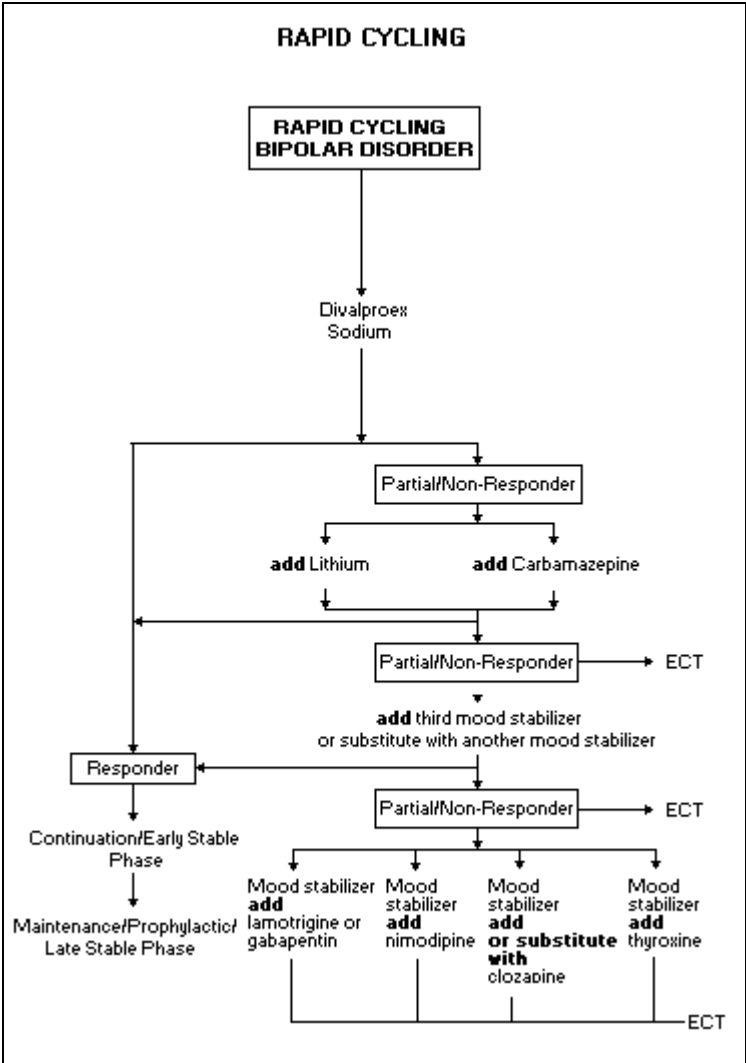 RAPID CYCLING
RAPID CYCLING
BIPOLAR DISORDER
Divalproex
Sodium
Partial/Non-Responder
add Lithium
add Carbamazepine
Partial/Non-Responder
ECT
add third mood stabilizer
or substitute with another mood stabilizer
Responder
Partial/Non-Responder
ECT
Continuation/Early Stable
Phase
Maintenance/Prophylactic/
Late Stable Phase
Mood stabilizer
add
lamotrigine or
gabapentin
Mood
stabilizer
add
nimodipine
Mood
stabilizer
add
or substitute
with
clozapine
Mood
stabilizer
add
thyroxine
ECT